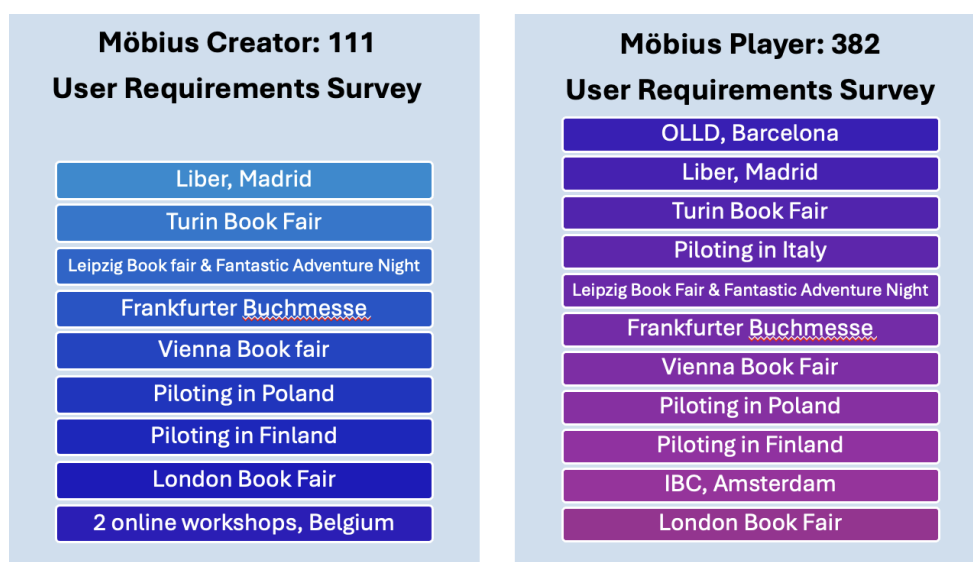 Möbius Creator: 111
User Requirements Survey
Liber, Madrid
Turin Book Fair
Leipzig Book fair & Fantastic Adventure Night
Frankfurter Buchmesse
Vienna Book fair
Piloting in Poland
Piloting in Finland
London Book Fair
2 online workshops, Belgium
Möbius Player: 382
User Requirements Survey
OLLD, Barcelona
Liber, Madrid
Turin Book Fair
Piloting in Italy
Leipzig Book Fair & Fantastic Adventure Night
Frankfurter Buchmesse
Vienna Book Fair
Piloting in Poland
Piloting in Finland
IBC, Amsterdam
London Book Fair